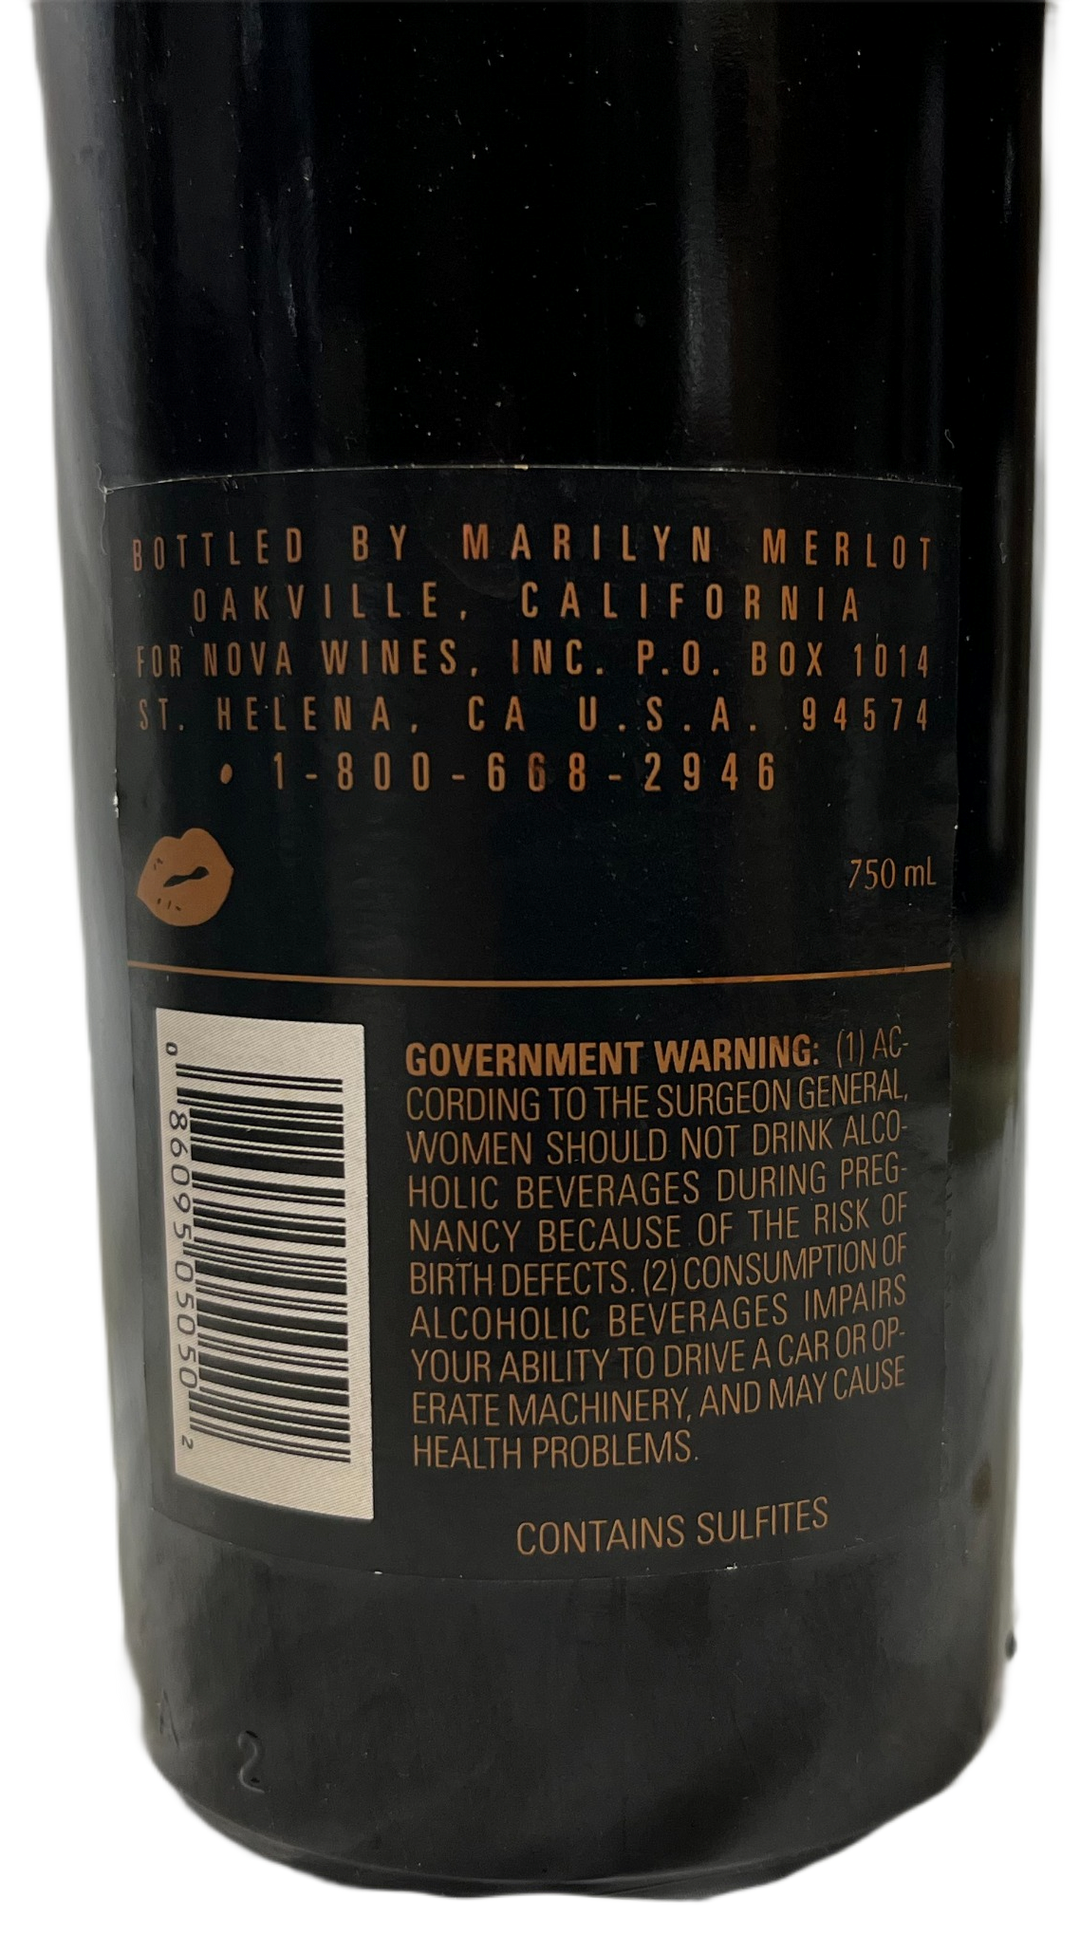 BOTTLED BY MARILYN MERLOT
OAKVILLE, CALIFORNIA
FOR NOVA WINES, INC. P.O. BOX 1014
ST. HELENA, CA U.S.A. 94574
• 1-800-668-2946
750 mL
0 86095 05050 2
GOVERNMENT WARNING: (1) AC-
CORDING TO THE SURGEON GENERAL,
WOMEN SHOULD NOT DRINK ALCO-
HOLIC BEVERAGES DURING PREG-
NANCY BECAUSE OF THE RISK OF
BIRTH DEFECTS. (2) CONSUMPTION OF
ALCOHOLIC BEVERAGES IMPAIRS
YOUR ABILITY TO DRIVE A CAR OR OP-
ERATE MACHINERY, AND MAY CAUSE
HEALTH PROBLEMS.
CONTAINS SULFITES
A 2